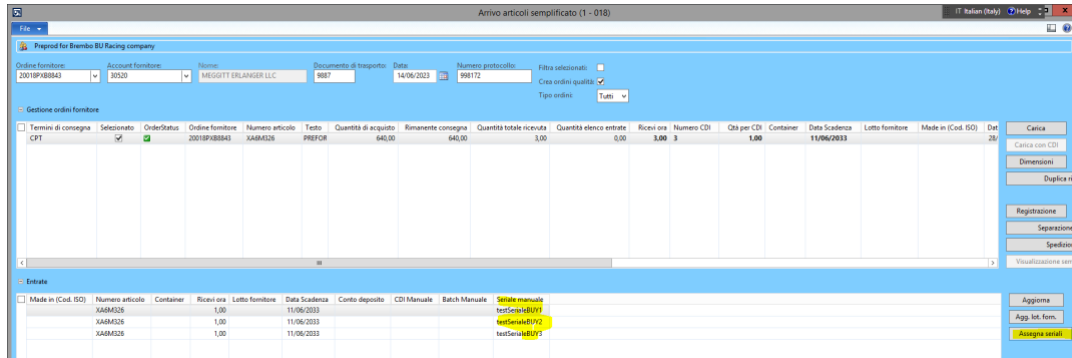 Arrivo articoli semplificato (1 - 018)
IT Italian (Italy) Help
File
Preprod for Brembo BU Racing company
Ordine fornitore: Account fornitore: Nome: Documento di trasporto: Data: Numero protocollo: Filtra selezionati:
20018PXB8843 30520 MEGGITT ERLANGER LLC 9887 14/06/2023 998172
Crea ordini qualità:
Tipo ordini: Tutti
Gestione ordini fornitore
Termini di consegna Selezionato OrderStatus Ordine fornitore Numero articolo Testo Quantità di acquisto Rimanente consegna Quantità totale ricevuta Quantità elenco entrate Ricevi ora Numero CDI Qtà per CDI Container Data Scadenza Lotto fornitore Made in (Cod. ISO) Dat
CPT 20018PXB8843 XA6M326 PREFOR 640,00 640,00 3,00 0,00 3,00 3 1,00 11/06/2033 28/
Carica
Carica con CDI
Dimensioni
Duplica ri
Registrazione
Separazione
Spedizion
Visualizzazione sem
Entrate
Made in (Cod. ISO) Numero articolo Container Ricevi ora Lotto fornitore Data Scadenza Conto deposito CDI Manuale Batch Manuale Seriale manuale
XA6M326 1,00 11/06/2033 testSerialeBUY1
XA6M326 1,00 11/06/2033 testSerialeBUY2
XA6M326 1,00 11/06/2033 testSerialeBUY3
Aggiorna
Agg. lot. forn.
Assegna seriali